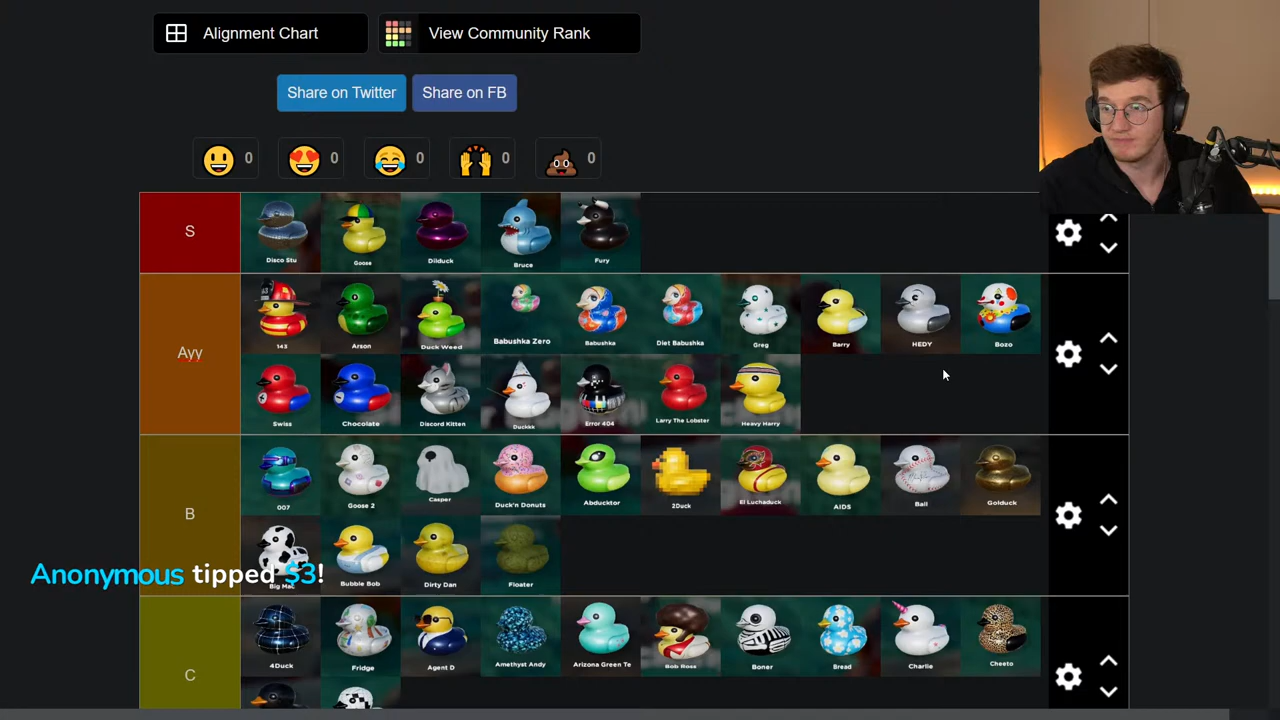 Alignment Chart
View Community Rank
Share on Twitter
Share on FB
0
0
0
0
0
S
Disco Stu
Goose
Dilduck
Bruce
Fury
Ayy
143
Arson
Duck Weed
Babushka Zero
Babushka
Diet Babushka
Greg
Barry
HEDY
Bozo
Swiss
Chocolate
Discord Kitten
Duckkk
Error 404
Larry The Lobster
Heavy Harry
B
007
Goose 2
Casper
Duck'n Donuts
Abducktor
2Duck
El Luchaduck
AIDS
Ball
Golduck
Big Mac
Bubble Bob
Dirty Dan
Floater
Anonymous tipped $3!
C
4Duck
Fridge
Agent D
Amethyst Andy
Arizona Green Te
Bob Ross
Boner
Bread
Charlie
Cheeto